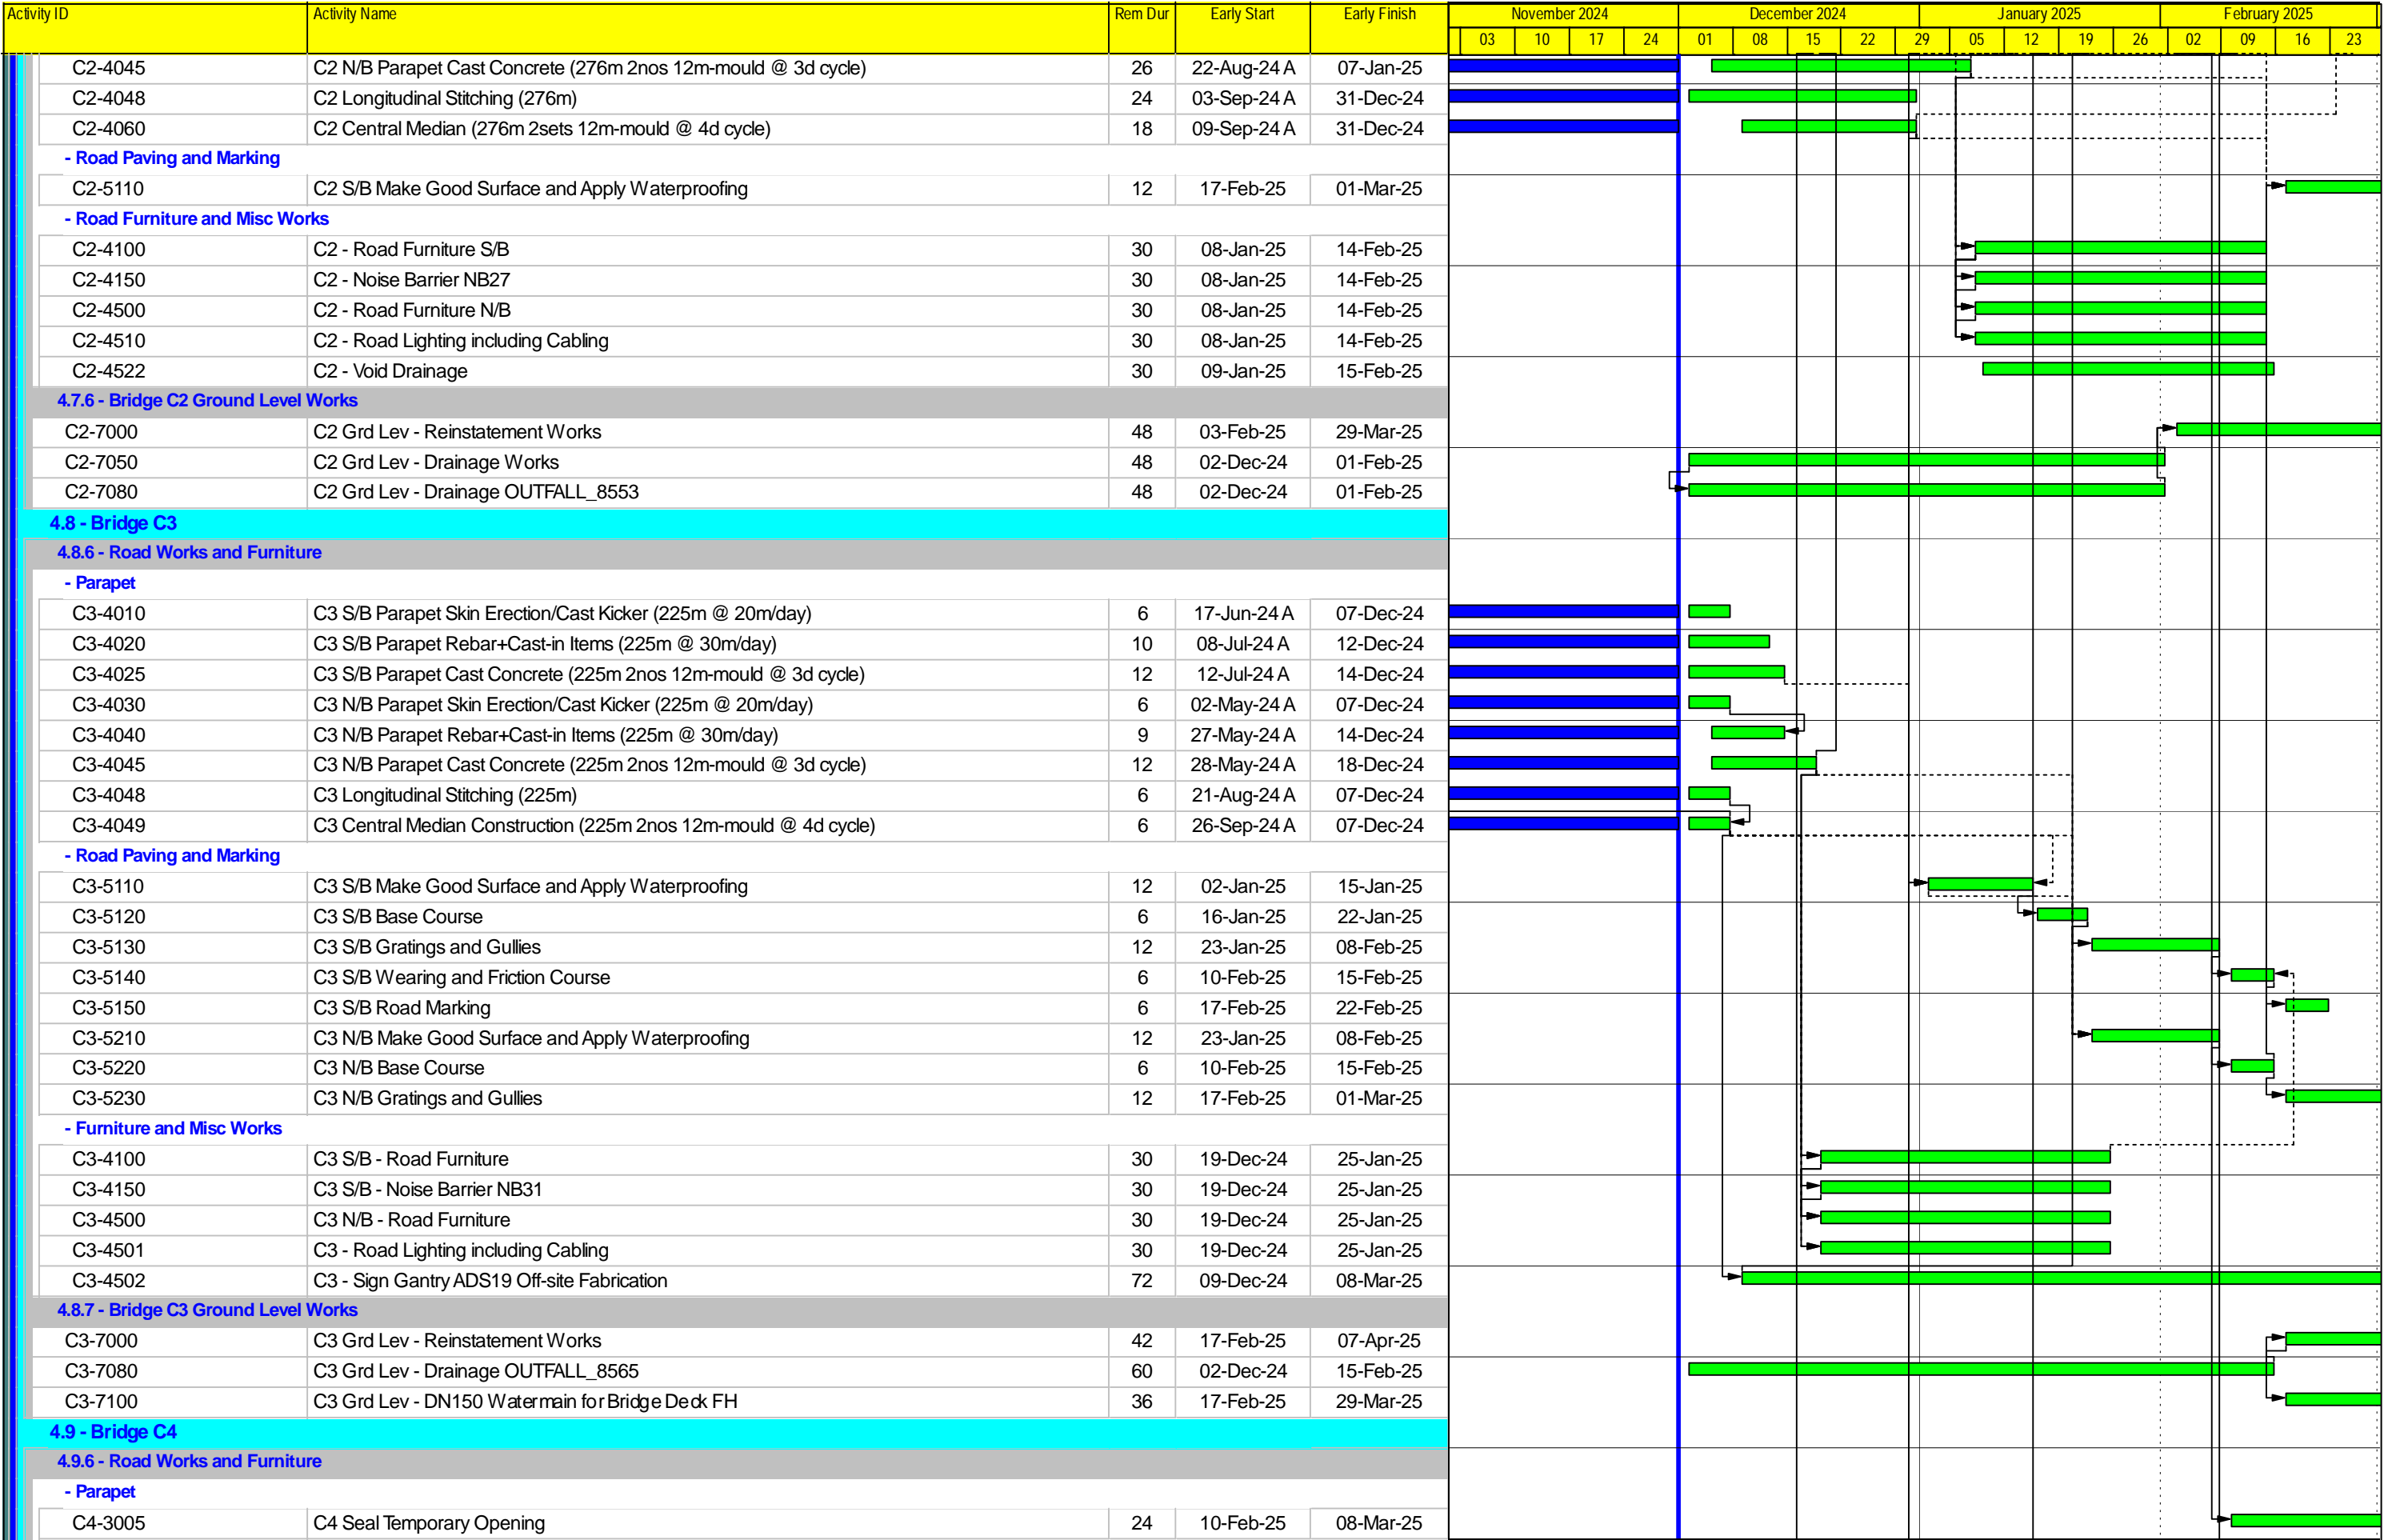 Activity ID Activity Name Rem Dur Early Start Early Finish November 2024 December 2024 January 2025 February 2025
03 10 17 24 01 08 15 22 29 05 12 19 26 02 09 16 23
C2-4045 C2 N/B Parapet Cast Concrete (276m 2nos 12m-mould @ 3d cycle) 26 22-Aug-24 A 07-Jan-25
C2-4048 C2 Longitudinal Stitching (276m) 24 03-Sep-24 A 31-Dec-24
C2-4060 C2 Central Median (276m 2sets 12m-mould @ 4d cycle) 18 09-Sep-24 A 31-Dec-24
- Road Paving and Marking
C2-5110 C2 S/B Make Good Surface and Apply Waterproofing 12 17-Feb-25 01-Mar-25
- Road Furniture and Misc Works
C2-4100 C2 - Road Furniture S/B 30 08-Jan-25 14-Feb-25
C2-4150 C2 - Noise Barrier NB27 30 08-Jan-25 14-Feb-25
C2-4500 C2 - Road Furniture N/B 30 08-Jan-25 14-Feb-25
C2-4510 C2 - Road Lighting including Cabling 30 08-Jan-25 14-Feb-25
C2-4522 C2 - Void Drainage 30 09-Jan-25 15-Feb-25
4.7.6 - Bridge C2 Ground Level Works
C2-7000 C2 Grd Lev - Reinstatement Works 48 03-Feb-25 29-Mar-25
C2-7050 C2 Grd Lev - Drainage Works 48 02-Dec-24 01-Feb-25
C2-7080 C2 Grd Lev - Drainage OUTFALL_8553 48 02-Dec-24 01-Feb-25
4.8 - Bridge C3
4.8.6 - Road Works and Furniture
- Parapet
C3-4010 C3 S/B Parapet Skin Erection/Cast Kicker (225m @ 20m/day) 6 17-Jun-24 A 07-Dec-24
C3-4020 C3 S/B Parapet Rebar+Cast-in Items (225m @ 30m/day) 10 08-Jul-24 A 12-Dec-24
C3-4025 C3 S/B Parapet Cast Concrete (225m 2nos 12m-mould @ 3d cycle) 12 12-Jul-24 A 14-Dec-24
C3-4030 C3 N/B Parapet Skin Erection/Cast Kicker (225m @ 20m/day) 6 02-May-24 A 07-Dec-24
C3-4040 C3 N/B Parapet Rebar+Cast-in Items (225m @ 30m/day) 9 27-May-24 A 14-Dec-24
C3-4045 C3 N/B Parapet Cast Concrete (225m 2nos 12m-mould @ 3d cycle) 12 28-May-24 A 18-Dec-24
C3-4048 C3 Longitudinal Stitching (225m) 6 21-Aug-24 A 07-Dec-24
C3-4049 C3 Central Median Construction (225m 2nos 12m-mould @ 4d cycle) 6 26-Sep-24 A 07-Dec-24
- Road Paving and Marking
C3-5110 C3 S/B Make Good Surface and Apply Waterproofing 12 02-Jan-25 15-Jan-25
C3-5120 C3 S/B Base Course 6 16-Jan-25 22-Jan-25
C3-5130 C3 S/B Gratings and Gullies 12 23-Jan-25 08-Feb-25
C3-5140 C3 S/B Wearing and Friction Course 6 10-Feb-25 15-Feb-25
C3-5150 C3 S/B Road Marking 6 17-Feb-25 22-Feb-25
C3-5210 C3 N/B Make Good Surface and Apply Waterproofing 12 23-Jan-25 08-Feb-25
C3-5220 C3 N/B Base Course 6 10-Feb-25 15-Feb-25
C3-5230 C3 N/B Gratings and Gullies 12 17-Feb-25 01-Mar-25
- Furniture and Misc Works
C3-4100 C3 S/B - Road Furniture 30 19-Dec-24 25-Jan-25
C3-4150 C3 S/B - Noise Barrier NB31 30 19-Dec-24 25-Jan-25
C3-4500 C3 N/B - Road Furniture 30 19-Dec-24 25-Jan-25
C3-4501 C3 - Road Lighting including Cabling 30 19-Dec-24 25-Jan-25
C3-4502 C3 - Sign Gantry ADS19 Off-site Fabrication 72 09-Dec-24 08-Mar-25
4.8.7 - Bridge C3 Ground Level Works
C3-7000 C3 Grd Lev - Reinstatement Works 42 17-Feb-25 07-Apr-25
C3-7080 C3 Grd Lev - Drainage OUTFALL_8565 60 02-Dec-24 15-Feb-25
C3-7100 C3 Grd Lev - DN150 Watermain for Bridge Deck FH 36 17-Feb-25 29-Mar-25
4.9 - Bridge C4
4.9.6 - Road Works and Furniture
- Parapet
C4-3005 C4 Seal Temporary Opening 24 10-Feb-25 08-Mar-25